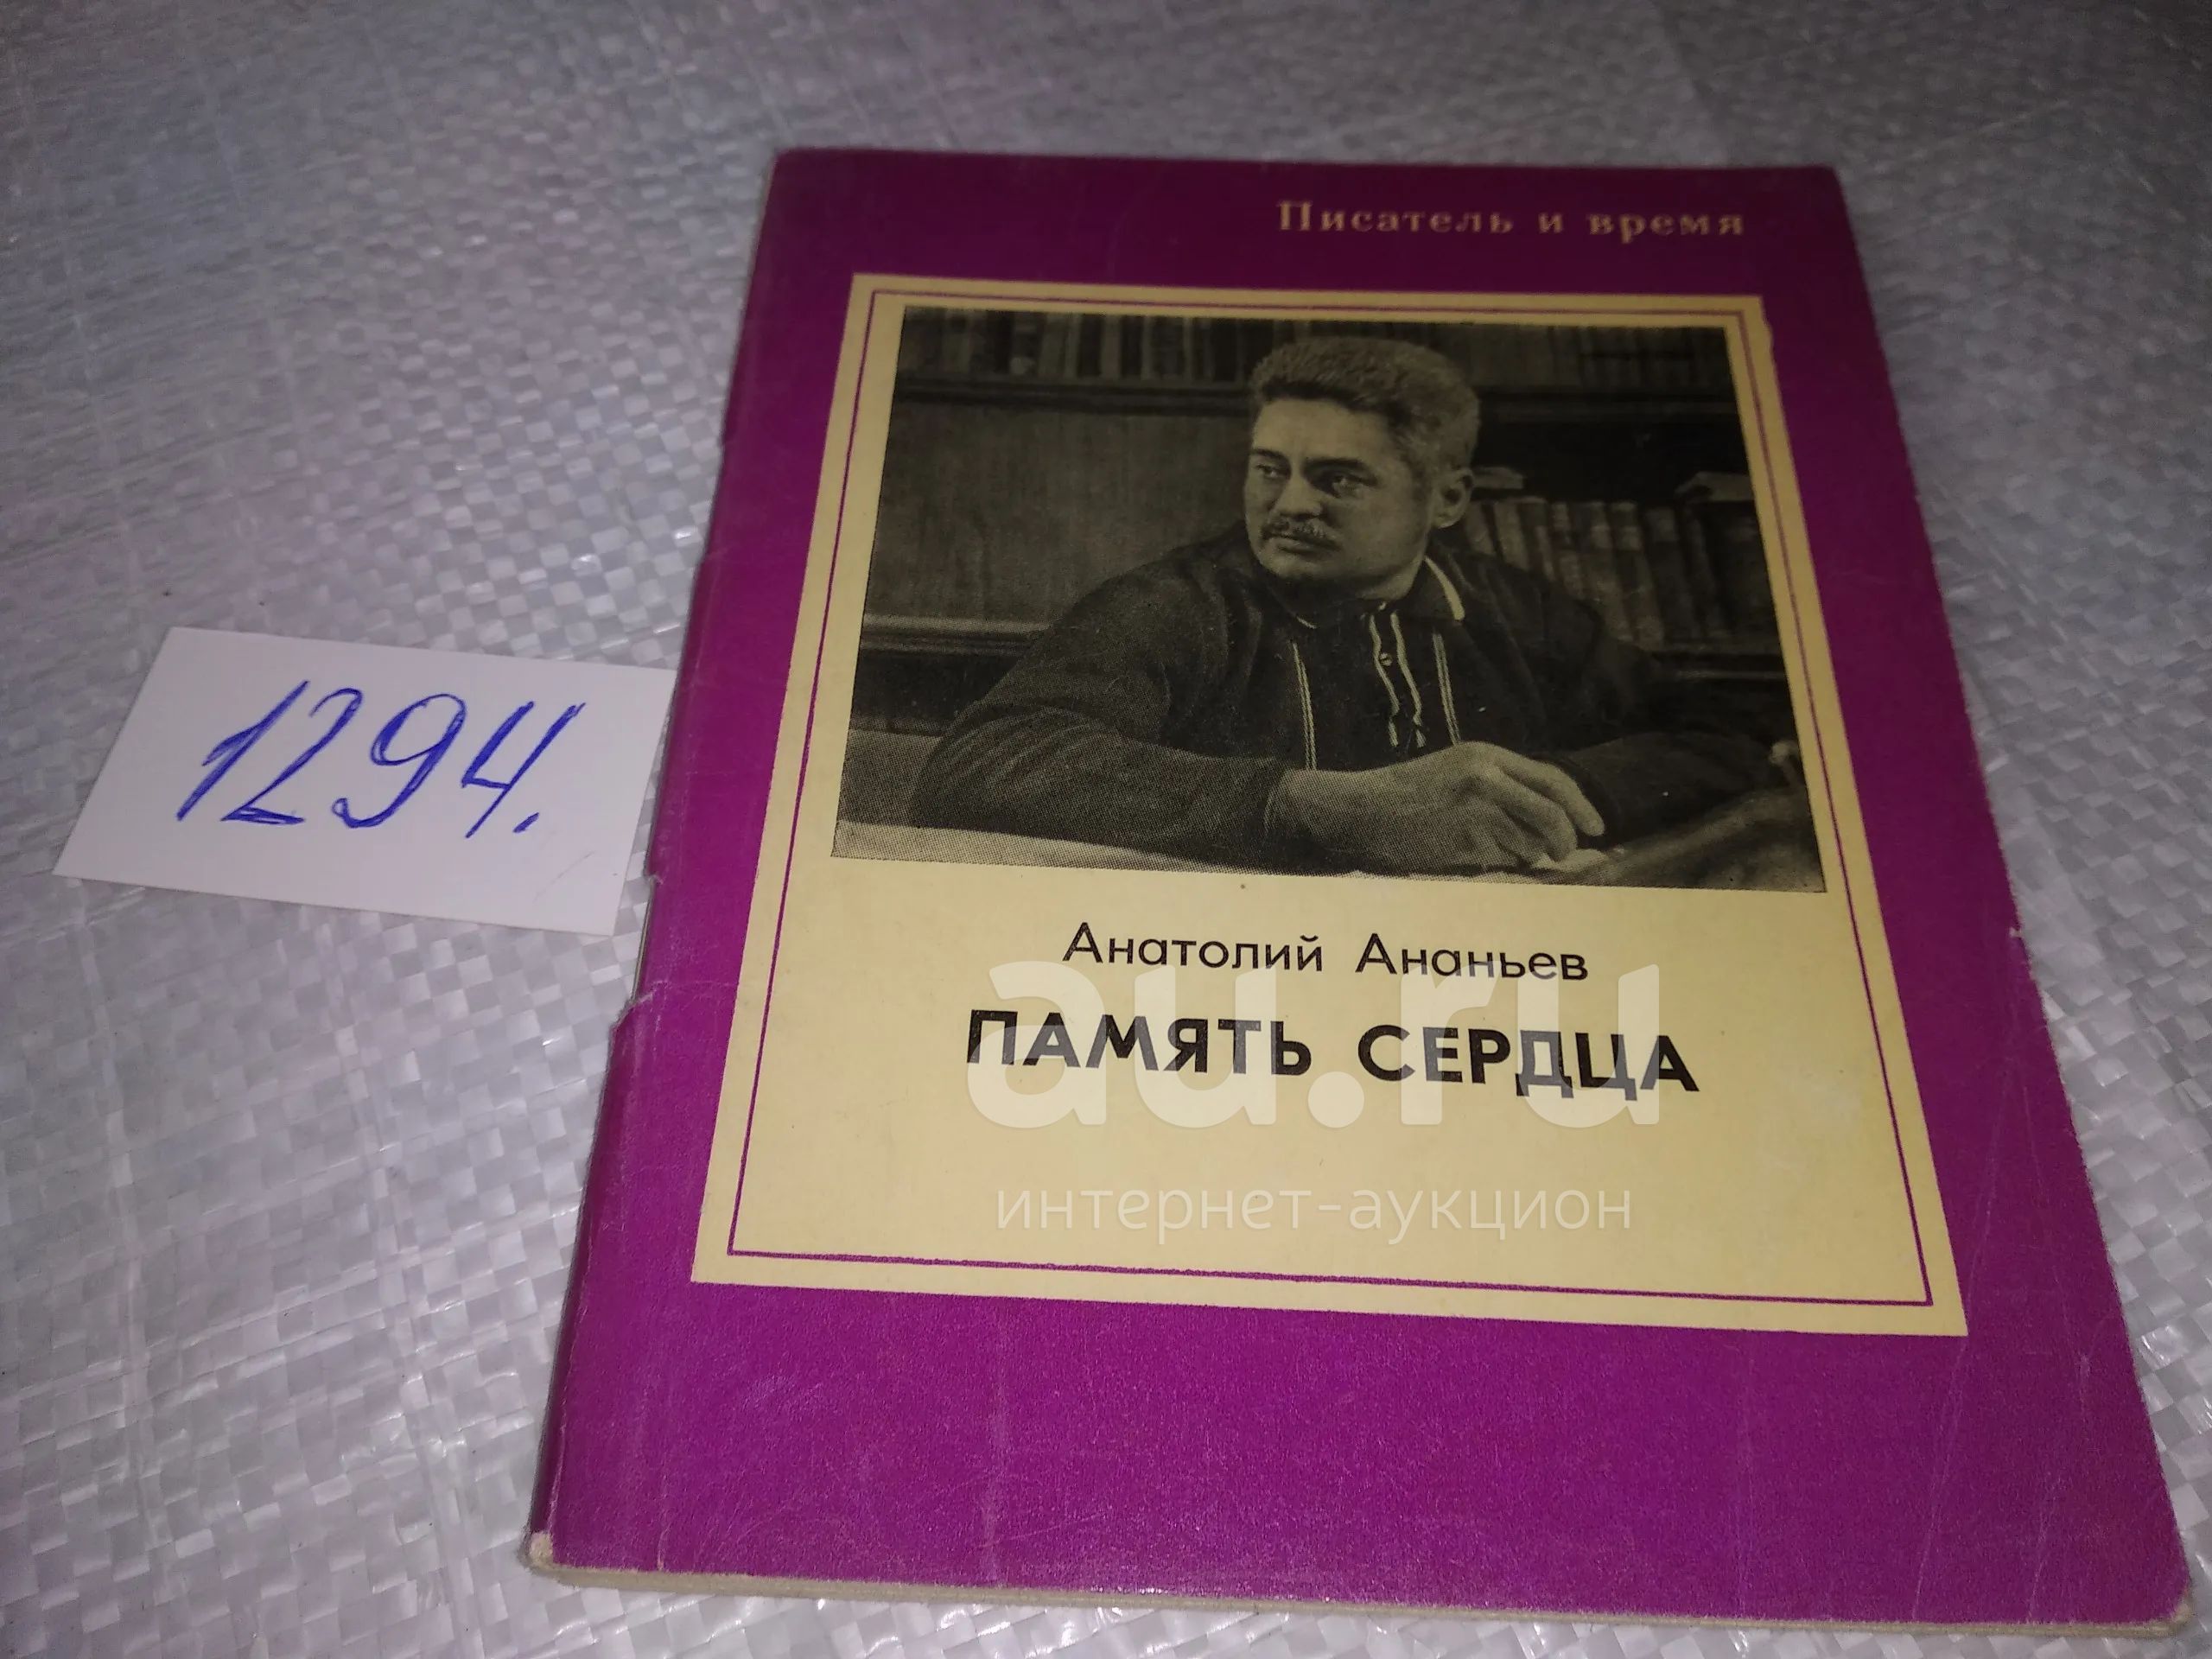 Писатель и время
1294.
Анатолий Ананьев
ПАМЯТЬ СЕРДЦА
au.ru
интернет-аукцион